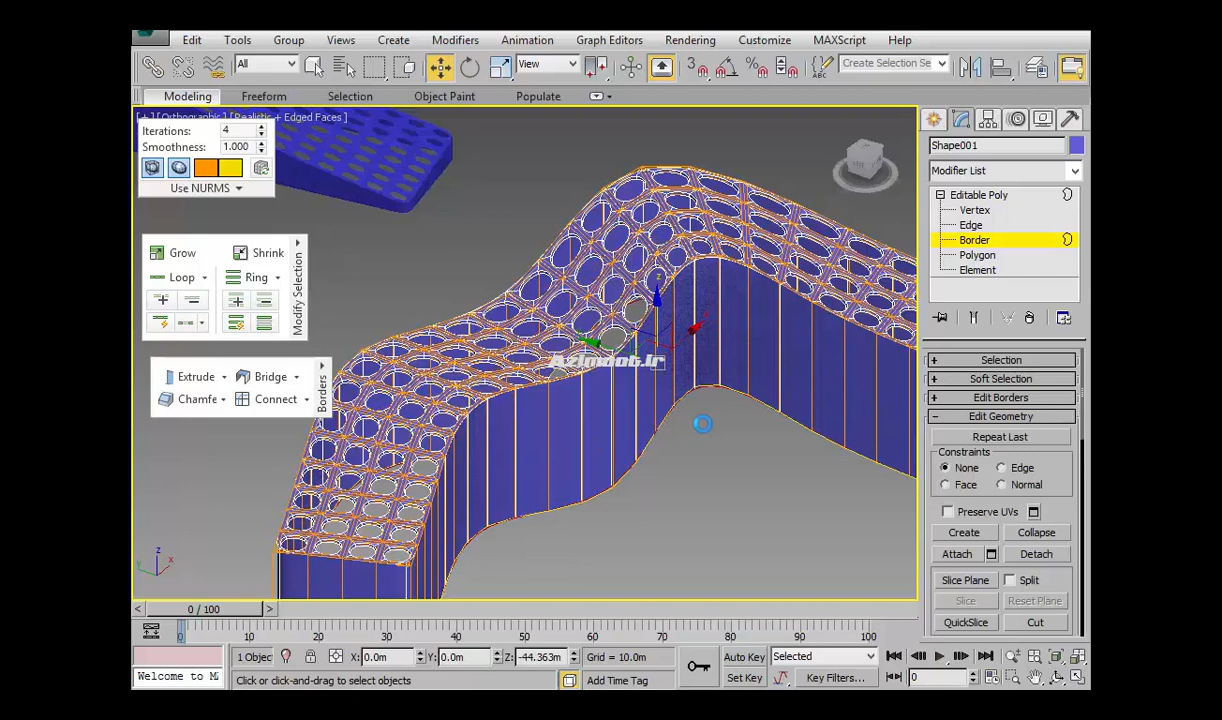 Edit Tools Group Views Create Modifiers Animation Graph Editors Rendering Customize MAXScript Help
All View Create Selection Se
Modeling Freeform Selection Object Paint Populate
[ + ] [Orthographic] [Realistic + Edged Faces ]
Iterations: 4
Smoothness: 1.000
Use NURMS
Grow Shrink
Loop Ring
Modify Selection
Extrude Bridge
Chamfe Connect
Borders
Azimoot.ir
Shape001
Modifier List
Editable Poly
Vertex
Edge
Border
Polygon
Element
+ Selection
+ Soft Selection
+ Edit Borders
- Edit Geometry
Repeat Last
Constraints
None Edge
Face Normal
Preserve UVs
Create Collapse
Attach Detach
Slice Plane Split
Slice Reset Plane
QuickSlice Cut
< 0 / 100 >
0 10 20 30 40 50 60 70 80 90 100
1 Objec X: 0.0m Y: 0.0m Z: -44.363m Grid = 10.0m Auto Key Selected
Welcome to M Click or click-and-drag to select objects Add Time Tag Set Key Key Filters... 0